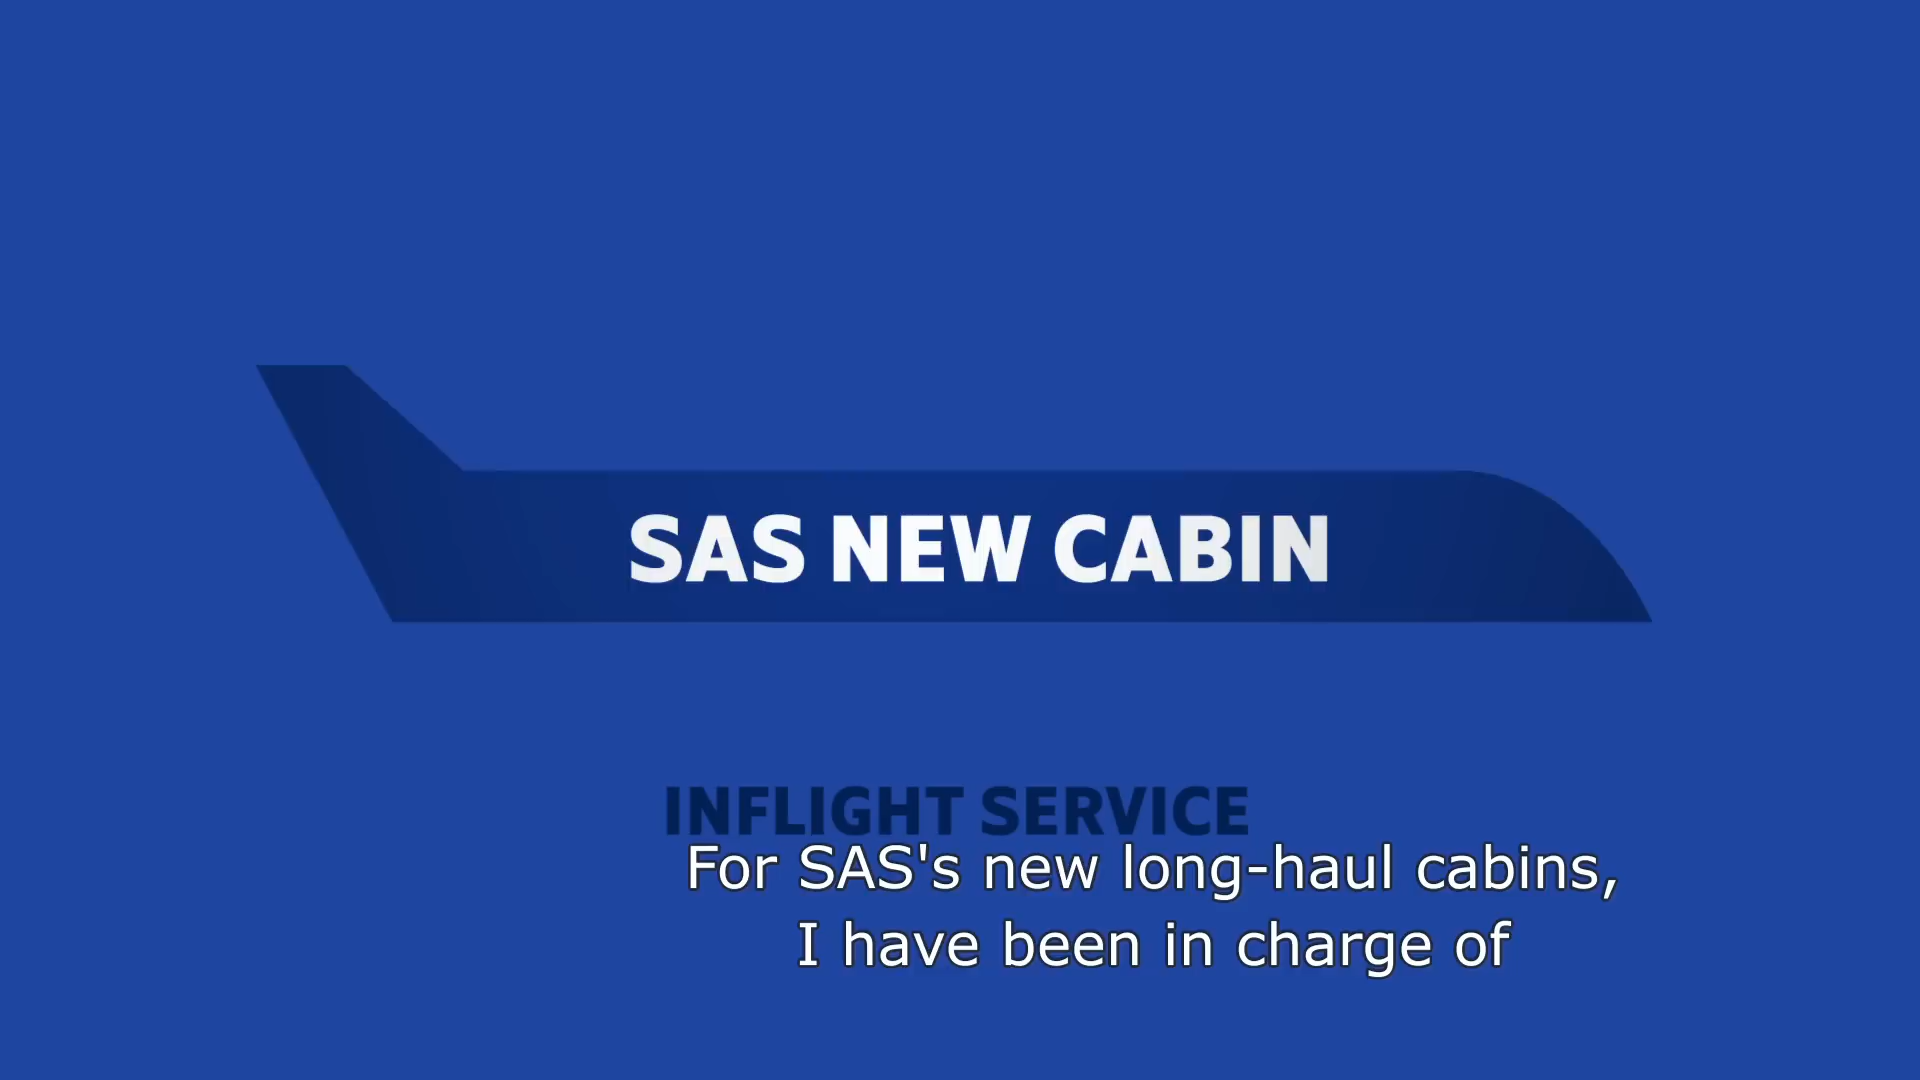 SAS NEW CABIN
INFLIGHT SERVICE
For SAS's new long-haul cabins,
I have been in charge of